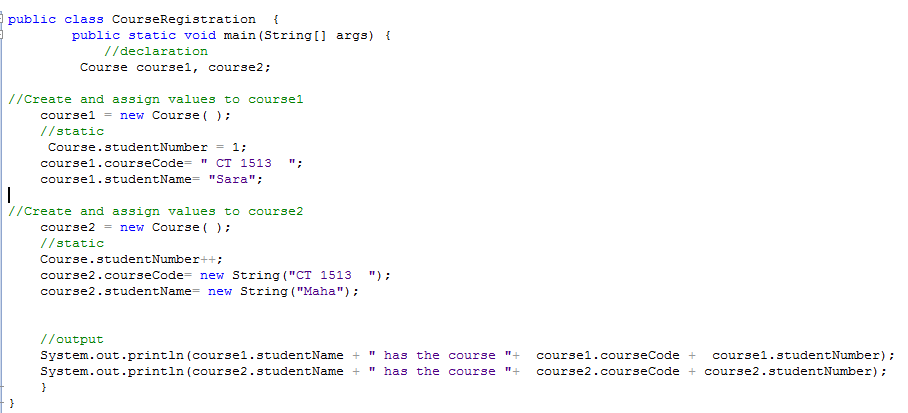 public class CourseRegistration  {
        public static void main(String[] args) {
            //declaration
         Course course1, course2;
//Create and assign values to course1
    course1 = new Course( );
    //static
     Course.studentNumber = 1;
    course1.courseCode= " CT 1513  ";
    course1.studentName= "Sara";
//Create and assign values to course2
    course2 = new Course( );
    //static
    Course.studentNumber++;
    course2.courseCode= new String("CT 1513  ");
    course2.studentName= new String("Maha");
    //output
    System.out.println(course1.studentName + " has the course "+  course1.courseCode +  course1.studentNumber);
    System.out.println(course2.studentName + " has the course "+  course2.courseCode + course2.studentNumber);
    }
}